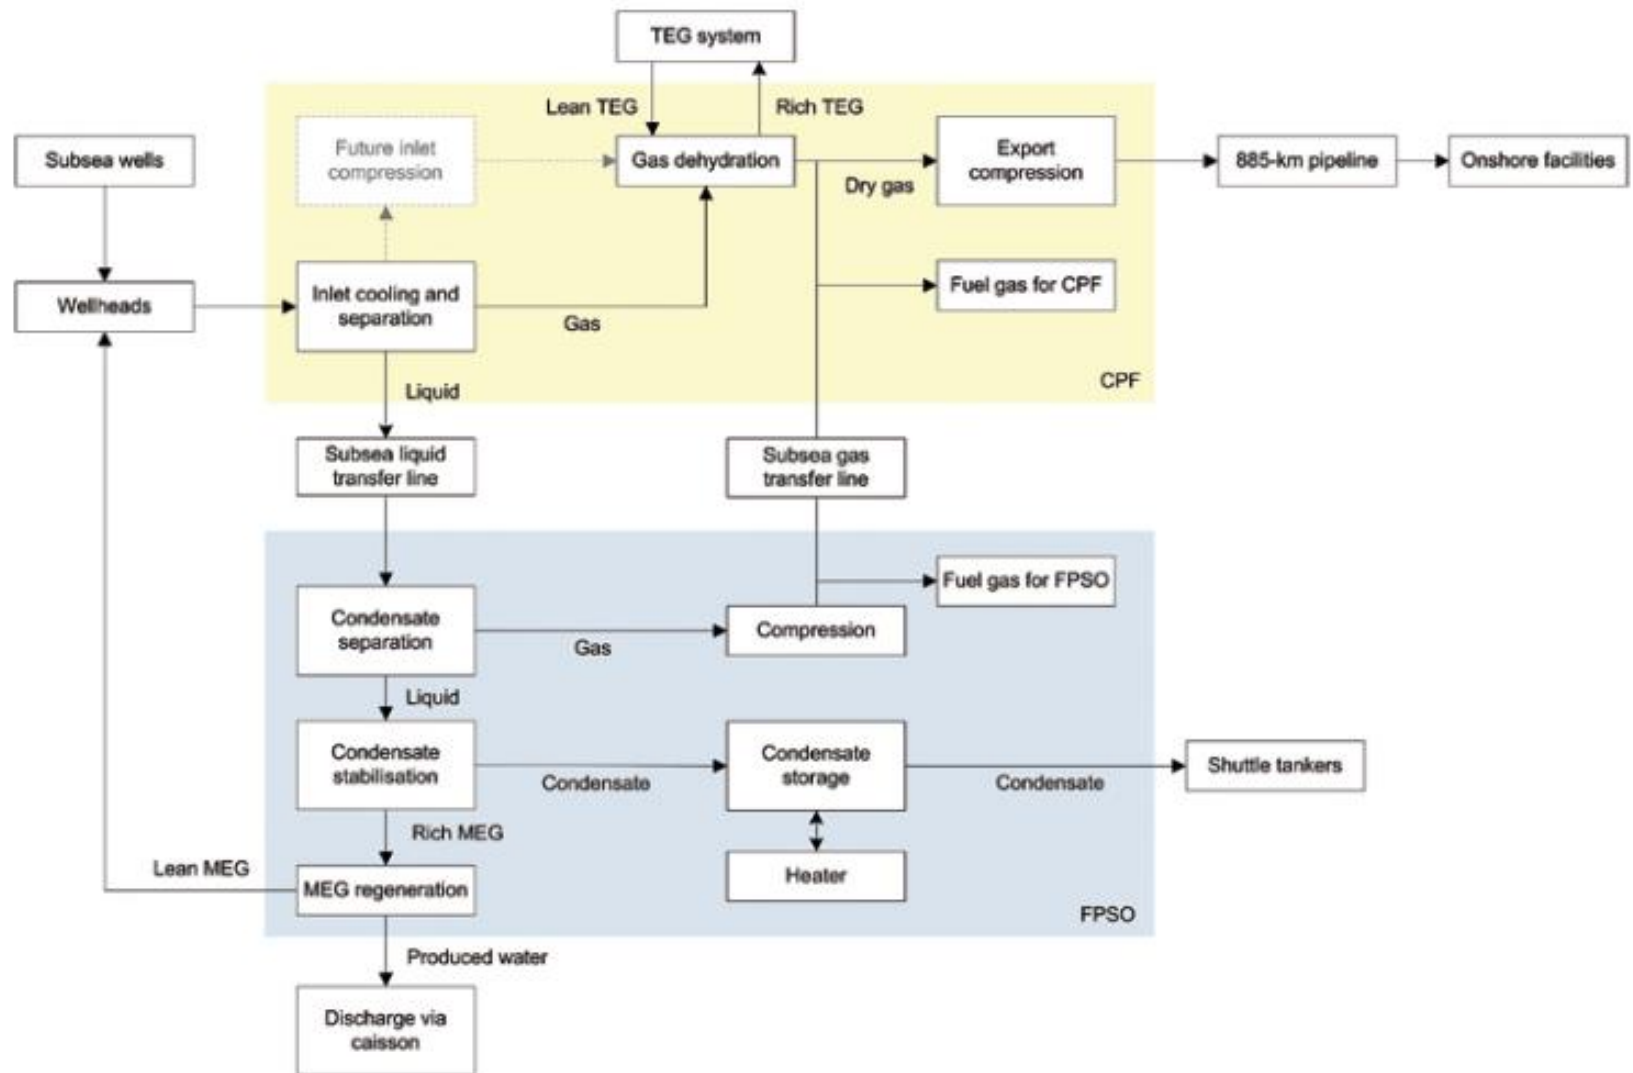 TEG system
Lean TEG
Rich TEG
Subsea wells
Future inlet
compression
Gas dehydration
Export
compression
885-km pipeline
Onshore facilities
Dry gas
Wellheads
Inlet cooling and
separation
Gas
Fuel gas for CPF
Liquid
CPF
Subsea liquid
transfer line
Subsea gas
transfer line
Fuel gas for FPSO
Condensate
separation
Gas
Compression
Liquid
Condensate
stabilisation
Condensate
Condensate
storage
Condensate
Shuttle tankers
Rich MEG
Lean MEG
MEG regeneration
Heater
FPSO
Produced water
Discharge via
caisson